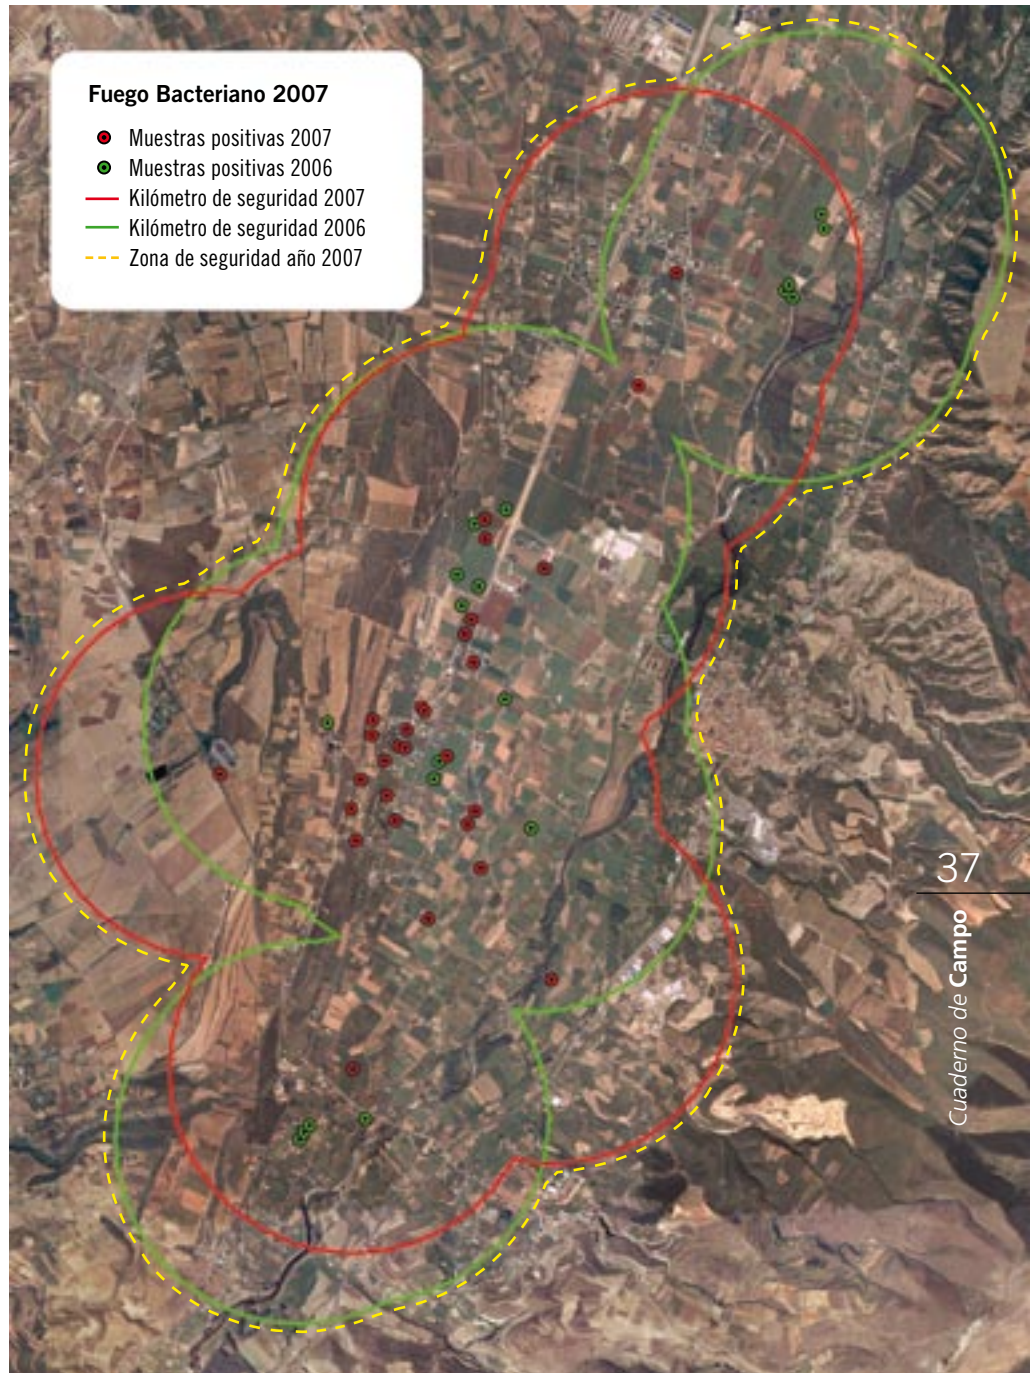 Fuego Bacteriano 2007
Muestras positivas 2007
Muestras positivas 2006
Kilómetro de seguridad 2007
Kilómetro de seguridad 2006
Zona de seguridad año 2007
37
Cuaderno de Campo